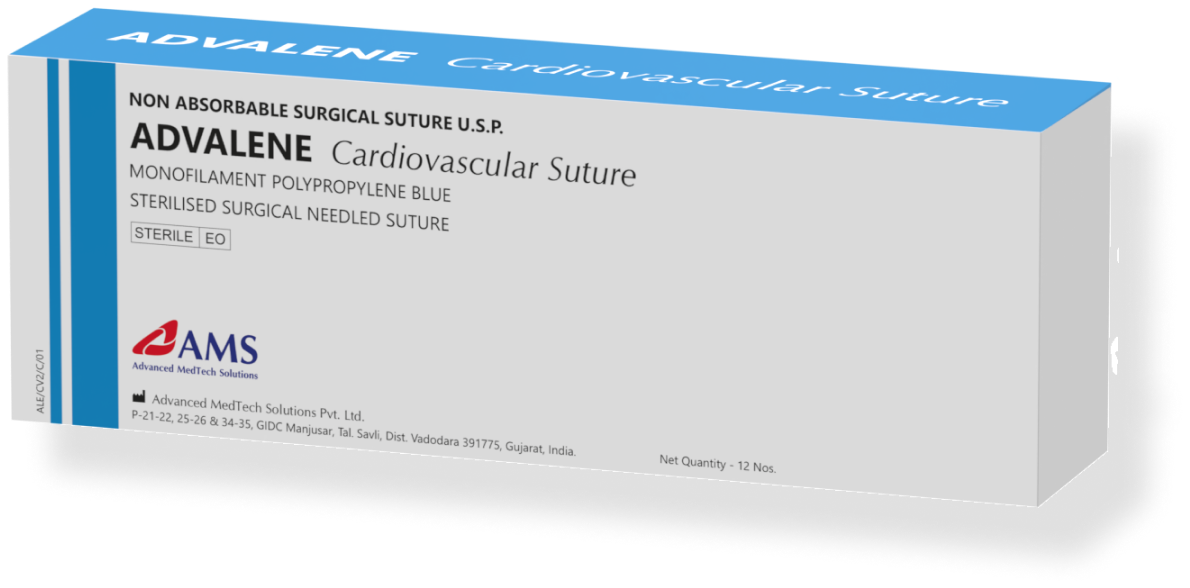 ADVALENE Cardiovascular Suture
NON ABSORBABLE SURGICAL SUTURE U.S.P.
ADVALENE Cardiovascular Suture
MONOFILAMENT POLYPROPYLENE BLUE
STERILISED SURGICAL NEEDLED SUTURE
STERILE EO
AMS
Advanced MedTech Solutions
Advanced MedTech Solutions Pvt. Ltd.
P-21-22, 25-26 & 34-35, GIDC Manjusar, Tal. Savli, Dist. Vadodara 391775, Gujarat, India.
Net Quantity - 12 Nos.
ALE/CV2/C/01